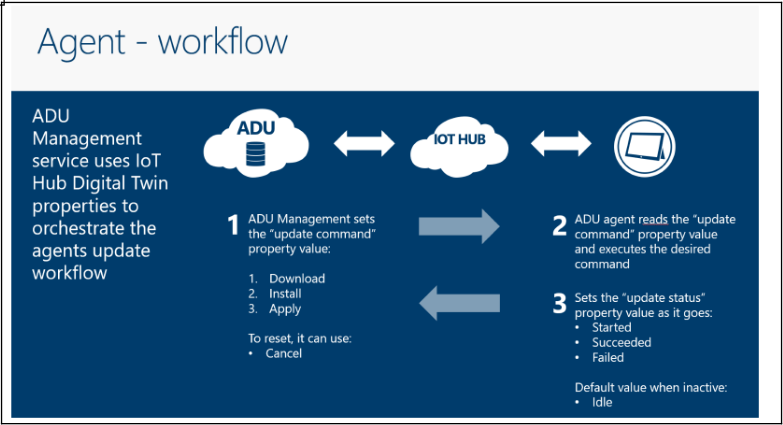 Agent - workflow
ADU
Management
service uses IoT
Hub Digital Twin
properties to
orchestrate the
agents update
workflow
ADU
IOT HUB
1 ADU Management sets
the “update command”
property value:
1. Download
2. Install
3. Apply
To reset, it can use:
• Cancel
2 ADU agent reads the “update
command” property value
and executes the desired
command
3 Sets the “update status”
property value as it goes:
• Started
• Succeeded
• Failed
Default value when inactive:
• Idle